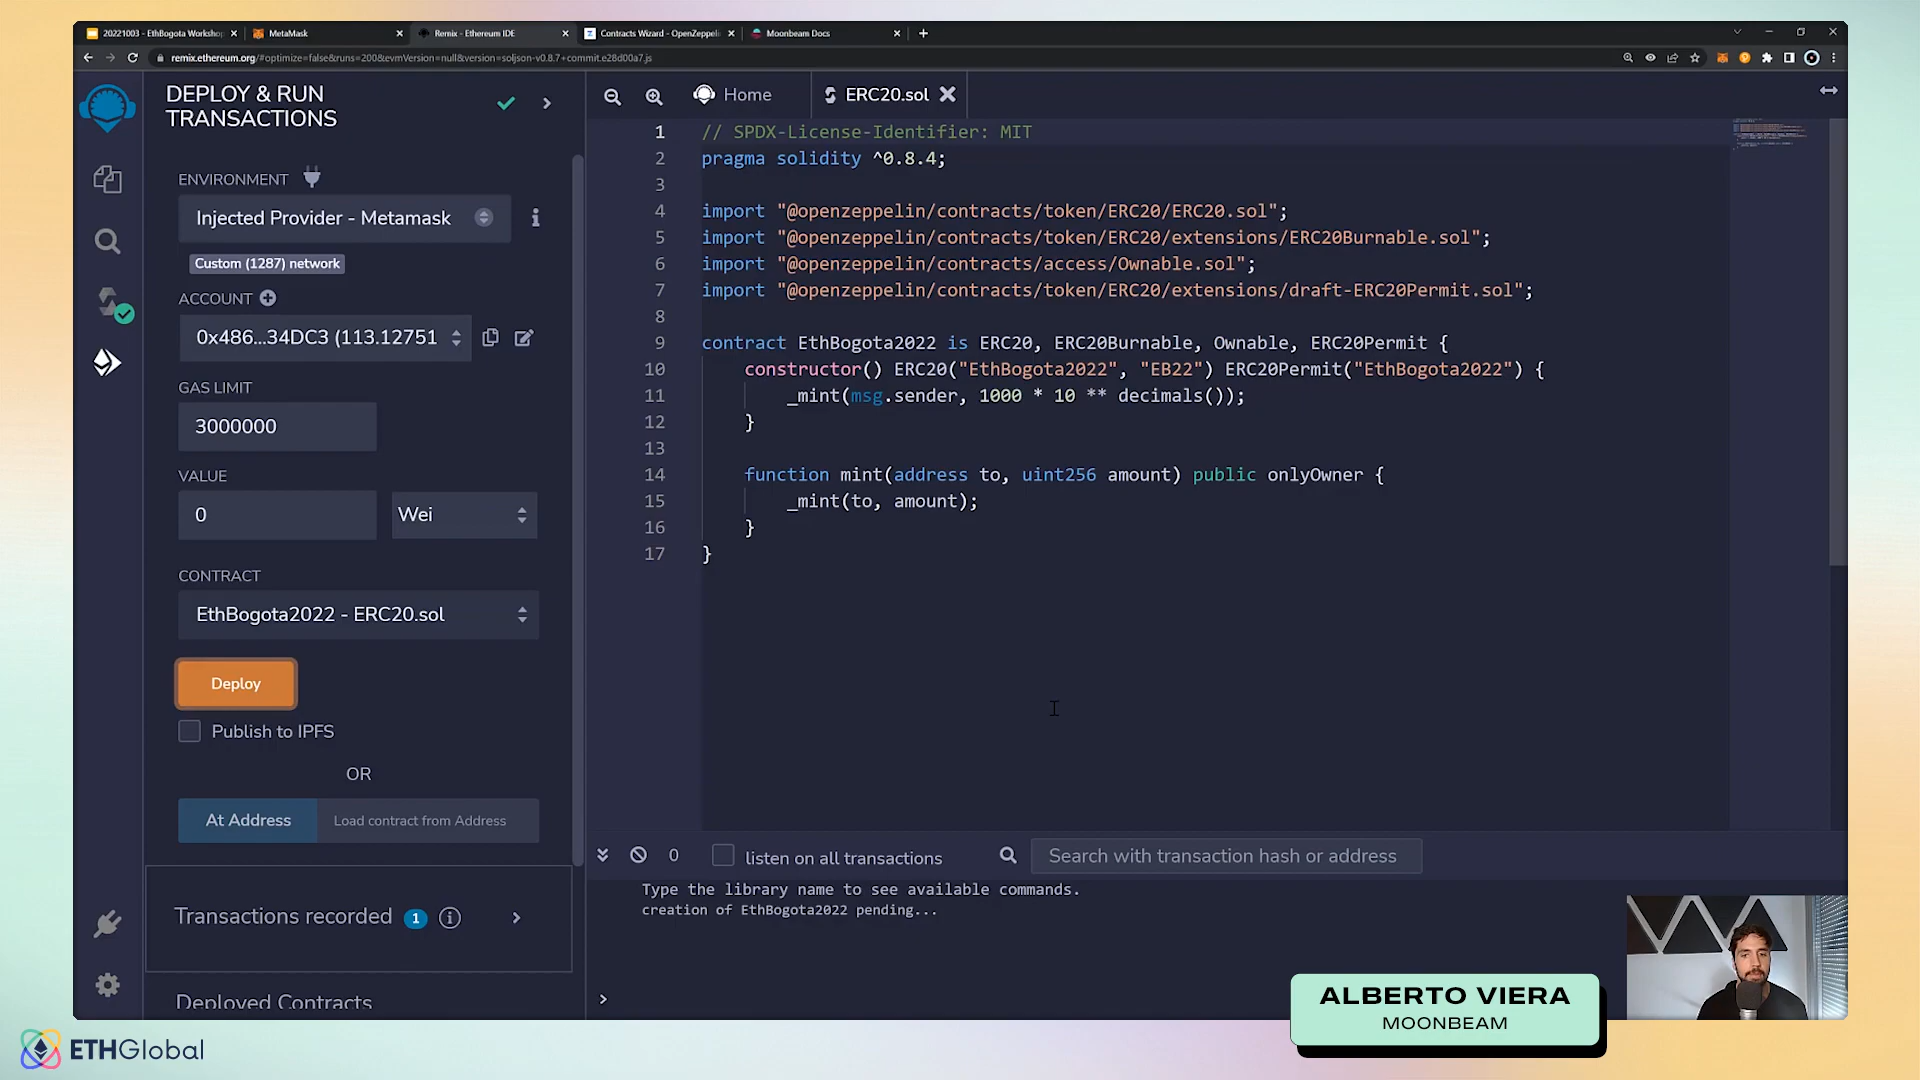 20221003 - EthBogota Workshop
MetaMask
Remix - Ethereum IDE
Contracts Wizard - OpenZeppeli
Moonbeam Docs
remix.ethereum.org/#optimize=false&runs=200&evmVersion=null&version=soljson-v0.8.7+commit.e28d00a7.js
DEPLOY & RUN
TRANSACTIONS
ENVIRONMENT
Injected Provider - Metamask
Custom (1287) network
ACCOUNT
0x486...34DC3 (113.12751
GAS LIMIT
3000000
VALUE
0
Wei
CONTRACT
EthBogota2022 - ERC20.sol
Deploy
Publish to IPFS
OR
At Address
Load contract from Address
Transactions recorded 1
Deployed Contracts
Home
ERC20.sol
1 // SPDX-License-Identifier: MIT
2 pragma solidity ^0.8.4;
3
4 import "@openzeppelin/contracts/token/ERC20/ERC20.sol";
5 import "@openzeppelin/contracts/token/ERC20/extensions/ERC20Burnable.sol";
6 import "@openzeppelin/contracts/access/Ownable.sol";
7 import "@openzeppelin/contracts/token/ERC20/extensions/draft-ERC20Permit.sol";
8
9 contract EthBogota2022 is ERC20, ERC20Burnable, Ownable, ERC20Permit {
10 constructor() ERC20("EthBogota2022", "EB22") ERC20Permit("EthBogota2022") {
11 _mint(msg.sender, 1000 * 10 ** decimals());
12 }
13
14 function mint(address to, uint256 amount) public onlyOwner {
15 _mint(to, amount);
16 }
17 }
0
listen on all transactions
Search with transaction hash or address
Type the library name to see available commands.
creation of EthBogota2022 pending...
>
ALBERTO VIERA
MOONBEAM
ETHGlobal